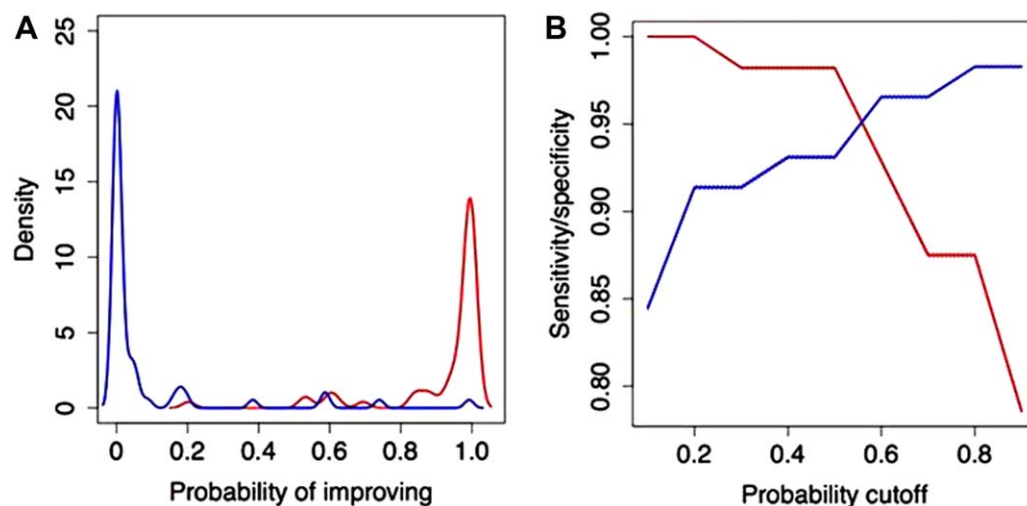 A
25
20
15
10
5
0
Density
0 0.2 0.4 0.6 0.8 1.0
Probability of improving
B
1.00
0.95
0.90
0.85
0.80
Sensitivity/specificity
0.2 0.4 0.6 0.8
Probability cutoff